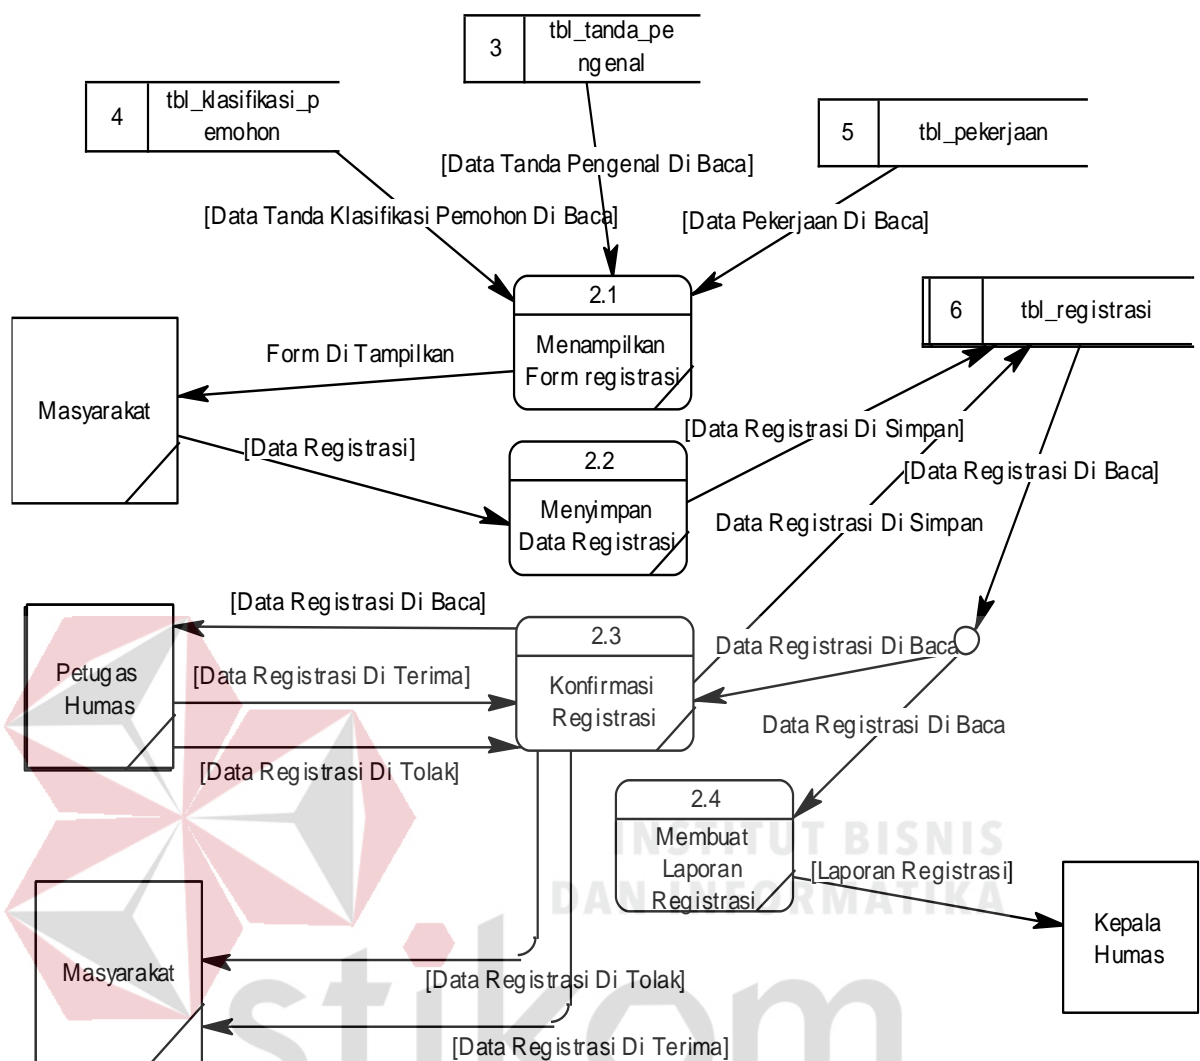 3
tbl_tanda_pe
ngenal
4
tbl_klasifikasi_p
emohon
5
tbl_pekerjaan
[Data Tanda Pengenal Di Baca]
[Data Tanda Klasifikasi Pemohon Di Baca]
[Data Pekerjaan Di Baca]
2.1
Menampilkan
Form registrasi
6
tbl_registrasi
Form Di Tampilkan
Masyarakat
[Data Registrasi]
[Data Registrasi Di Simpan]
2.2
Menyimpan
Data Registrasi
[Data Registrasi Di Baca]
Data Registrasi Di Simpan
[Data Registrasi Di Baca]
2.3
Konfirmasi
Registrasi
Data Registrasi Di Baca
Petugas
Humas
[Data Registrasi Di Terima]
[Data Registrasi Di Tolak]
Data Registrasi Di Baca
2.4
Membuat
Laporan
Registrasi
INSTITUT BISNIS
DAN INFORMATIKA
[Laporan Registrasi]
Kepala
Humas
Masyarakat
[Data Registrasi Di Tolak]
stikom
[Data Registrasi Di Terima]